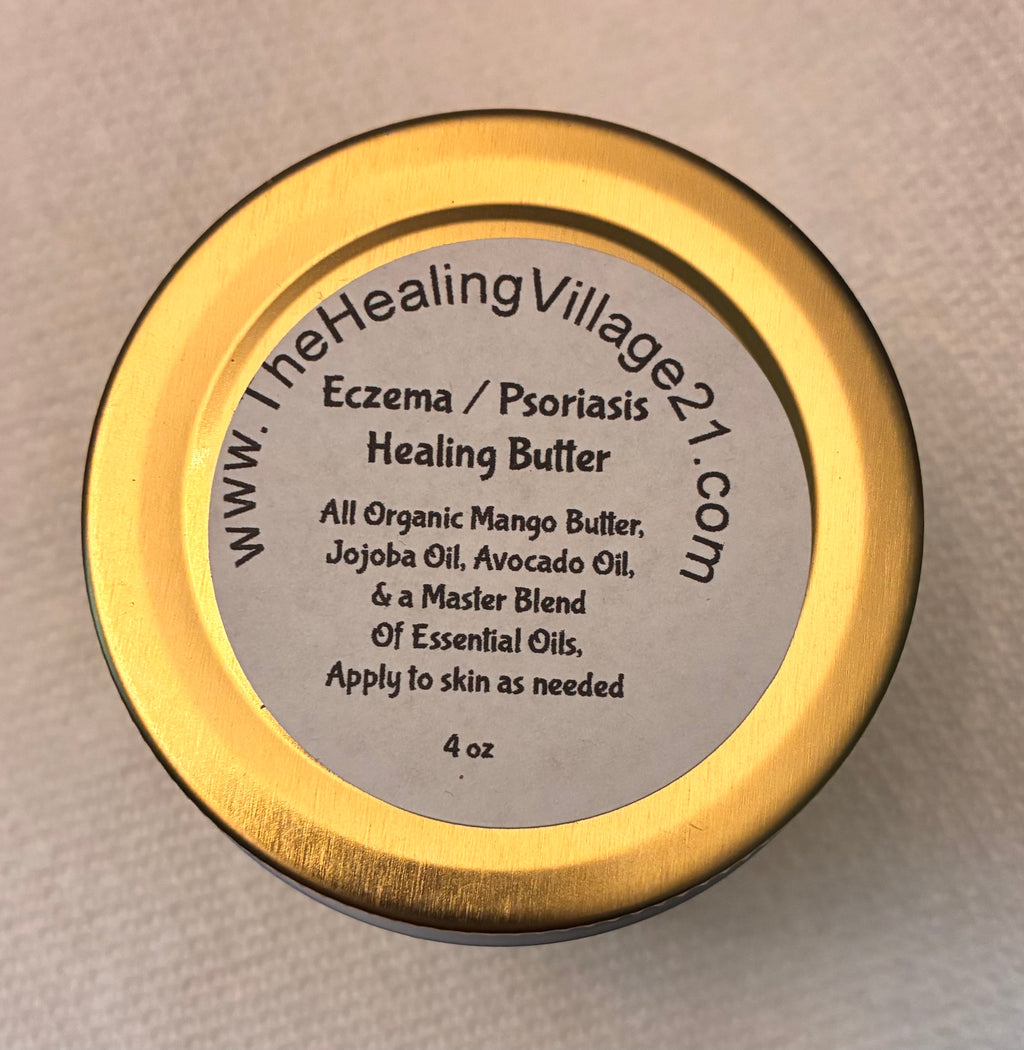 www.TheHealingVillage21.com
Eczema / Psoriasis
Healing Butter
All Organic Mango Butter,
Jojoba Oil, Avocado Oil,
& a Master Blend
Of Essential Oils,
Apply to skin as needed
4 oz